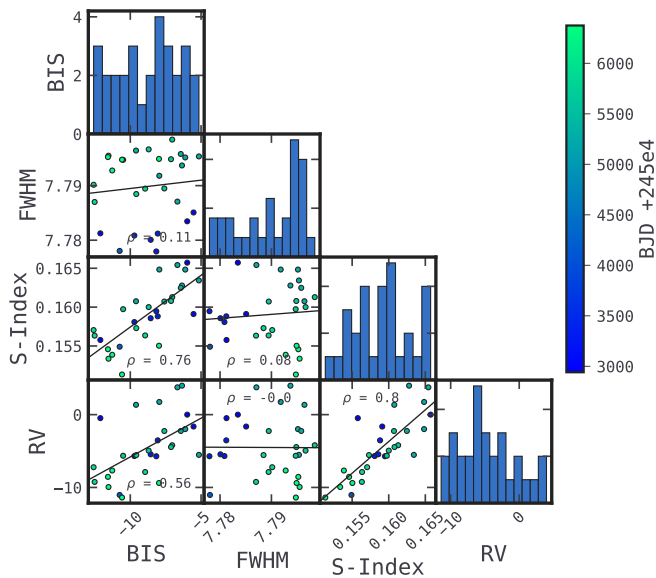 4
2
0
BIS
6000
5500
5000
4500
4000
3500
3000
BJD +245e4
7.79
7.78
FWHM
ρ = 0.11
0.165
0.160
0.155
S-Index
ρ = 0.76
ρ = 0.08
0
−10
RV
ρ = 0.56
ρ = -0.0
ρ = 0.8
−10
−5
BIS
7.78
7.79
FWHM
0.155
0.160
0.165
S-Index
−10
0
RV